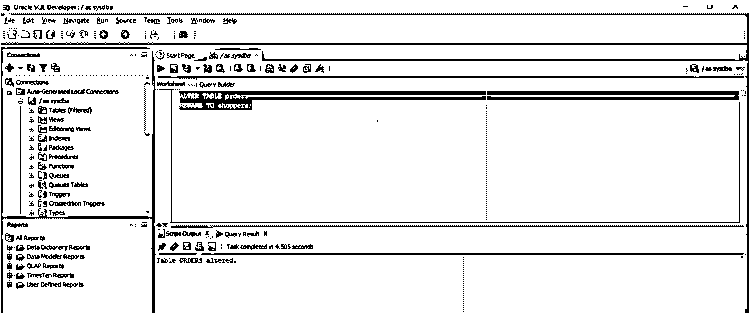 Oracle SQL Developer : / as sysdba
File Edit View Navigate Run Source Team Tools Window Help
Connections
Start Page
/ as sysdba
/ as sysdba
Worksheet Query Builder
ALTER TABLE orders
RENAME TO shoppers;
Connections
Auto-Generated Local Connections
/ as sysdba
Tables (Filtered)
Views
Editioning Views
Indexes
Packages
Procedures
Functions
Queues
Queues Tables
Triggers
Crossedition Triggers
Types
Reports
All Reports
Data Dictionary Reports
Data Modeler Reports
OLAP Reports
TimesTen Reports
User Defined Reports
Script Output Query Result
Task completed in 4.505 seconds
Table ORDERS altered.